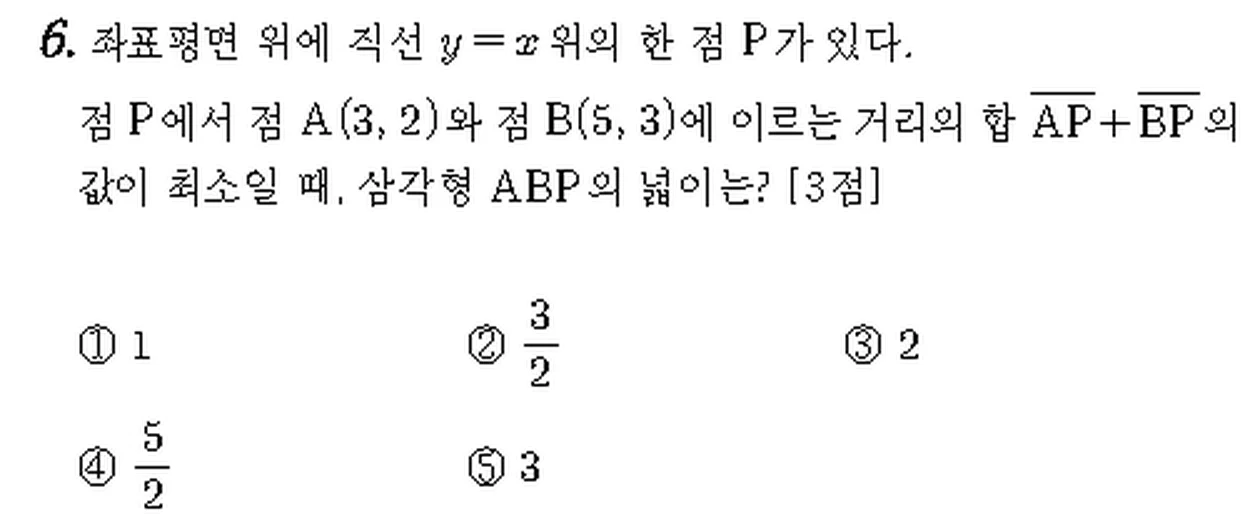 6. 좌표평면 위에 직선 y=x 위의 한 점 P가 있다.
점 P에서 점 A(3, 2)와 점 B(5, 3)에 이르는 거리의 합 \overline{AP}+\overline{BP}의
값이 최소일 때, 삼각형 ABP의 넓이는? [3점]
① 1 ② 3/2 ③ 2
④ 5/2 ⑤ 3